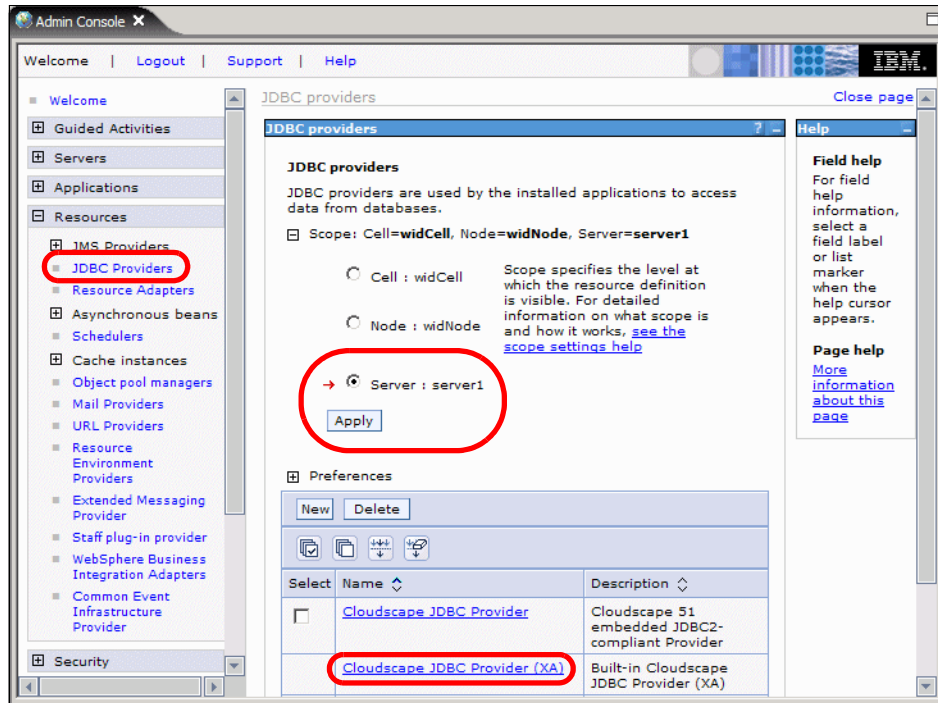 Admin Console
Welcome | Logout | Support | Help
IBM.
Welcome
Guided Activities
Servers
Applications
Resources
JMS Providers
JDBC Providers
Resource Adapters
Asynchronous beans
Schedulers
Cache instances
Object pool managers
Mail Providers
URL Providers
Resource
Environment
Providers
Extended Messaging
Provider
Staff plug-in provider
WebSphere Business
Integration Adapters
Common Event
Infrastructure
Provider
Security
JDBC providers
Close page
JDBC providers ? -
JDBC providers
JDBC providers are used by the installed applications to access
data from databases.
Scope: Cell=widCell, Node=widNode, Server=server1
Cell : widCell
Node : widNode
Server : server1
Scope specifies the level at
which the resource definition
is visible. For detailed
information on what scope is
and how it works, see the
scope settings help
Apply
Preferences
New Delete
Select Name Description
Cloudscape JDBC Provider
Cloudscape 51
embedded JDBC2-
compliant Provider
Cloudscape JDBC Provider (XA)
Built-in Cloudscape
JDBC Provider (XA)
Help -
Field help
For field
help
information,
select a
field label
or list
marker
when the
help cursor
appears.
Page help
More
information
about this
page